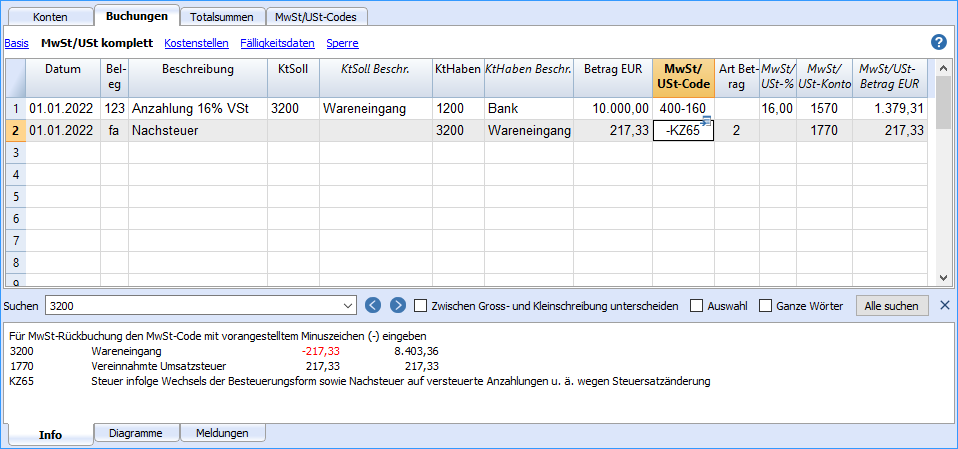 Konten Buchungen Totalsummen MwSt/USt-Codes
Basis MwSt/USt komplett Kostenstellen Fälligkeitsdaten Sperre ?
Datum Bel-eg Beschreibung KtSoll KtSoll Beschr. KtHaben KtHaben Beschr. Betrag EUR MwSt/USt-Code Art Bet-rag MwSt/USt-% MwSt/USt-Konto MwSt/USt-Betrag EUR
1 01.01.2022 123 Anzahlung 16% VSt 3200 Wareneingang 1200 Bank 10.000,00 400-160 16,00 1570 1.379,31
2 01.01.2022 fa Nachsteuer 3200 Wareneingang 217,33 -KZ65 2 1770 217,33
3
4
5
6
7
8
9
Suchen 3200 Zwischen Gross- und Kleinschreibung unterscheiden Auswahl Ganze Wörter Alle suchen
Für MwSt-Rückbuchung den MwSt-Code mit vorangestelltem Minuszeichen (-) eingeben
3200 Wareneingang -217,33 8.403,36
1770 Vereinnahmte Umsatzsteuer 217,33 217,33
KZ65 Steuer infolge Wechsels der Besteuerungsform sowie Nachsteuer auf versteuerte Anzahlungen u. ä. wegen Steuersatzänderung
Info Diagramme Meldungen